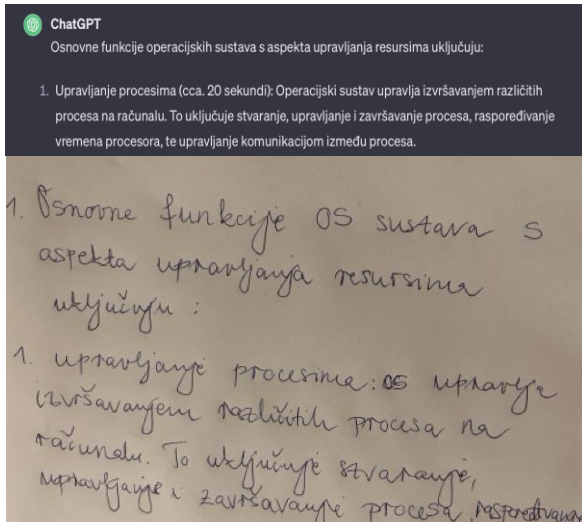 ChatGPT
Osnovne funkcije operacijskih sustava s aspekta upravljanja resursima uključuju:
1. Upravljanje procesima (cca. 20 sekundi): Operacijski sustav upravlja izvršavanjem različitih
procesa na računalu. To uključuje stvaranje, upravljanje i završavanje procesa, raspoređivanje
vremena procesora, te upravljanje komunikacijom između procesa.
1. Osnovne funkcije OS sustava s
aspekta upravljanja resursima
uključuju :
1. upravljanje procesima: OS upravlja
izvršavanjem različitih procesa na
računalu. To uključuje stvaranje,
upravljanje i završavanje procesa, raspoređivanje